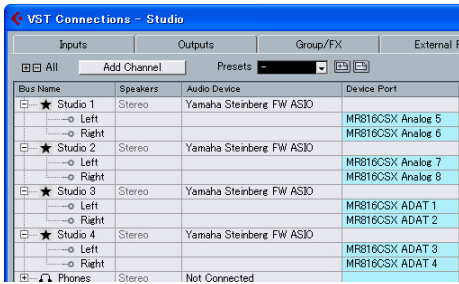 VST Connections - Studio
Inputs Outputs Group/FX External
All Add Channel Presets -
Bus Name Speakers Audio Device Device Port
Studio 1 Stereo Yamaha Steinberg FW ASIO
Left MR816CSX Analog 5
Right MR816CSX Analog 6
Studio 2 Stereo Yamaha Steinberg FW ASIO
Left MR816CSX Analog 7
Right MR816CSX Analog 8
Studio 3 Stereo Yamaha Steinberg FW ASIO
Left MR816CSX ADAT 1
Right MR816CSX ADAT 2
Studio 4 Stereo Yamaha Steinberg FW ASIO
Left MR816CSX ADAT 3
Right MR816CSX ADAT 4
Phones Stereo Not Connected